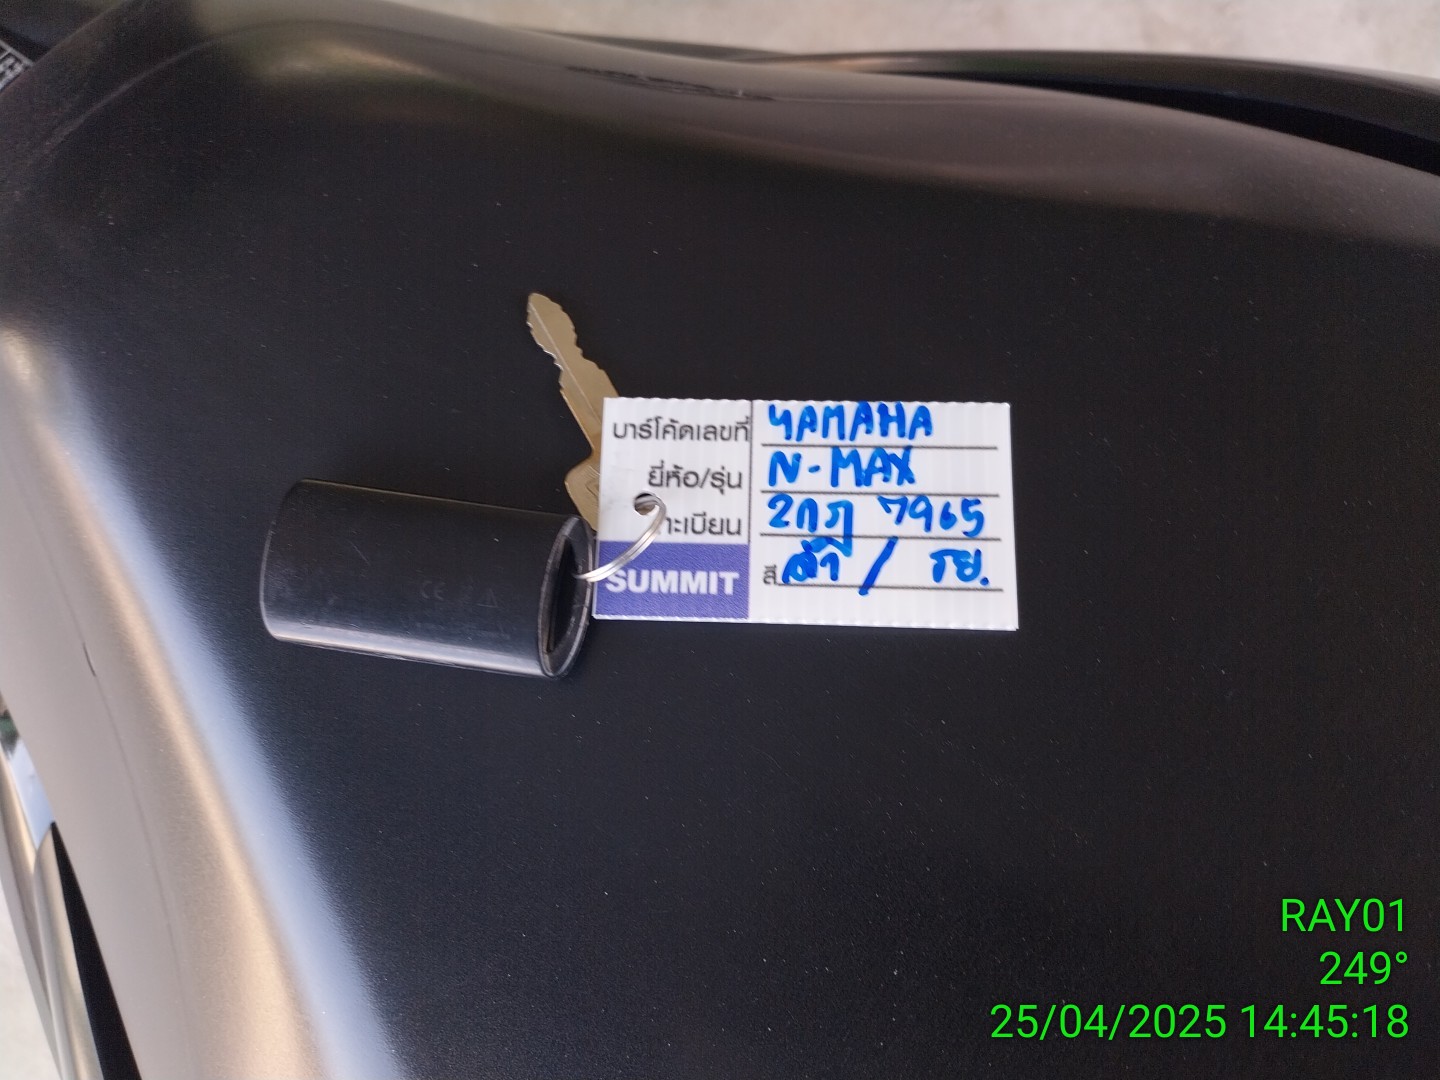 บาร์โค้ดเลขที่ YAMAHA
ยี่ห้อ/รุ่น N-MAX
ทะเบียน 2กฎ 7965
SUMMIT สี ดำ / รย.
CE
RAY01
249°
25/04/2025 14:45:18